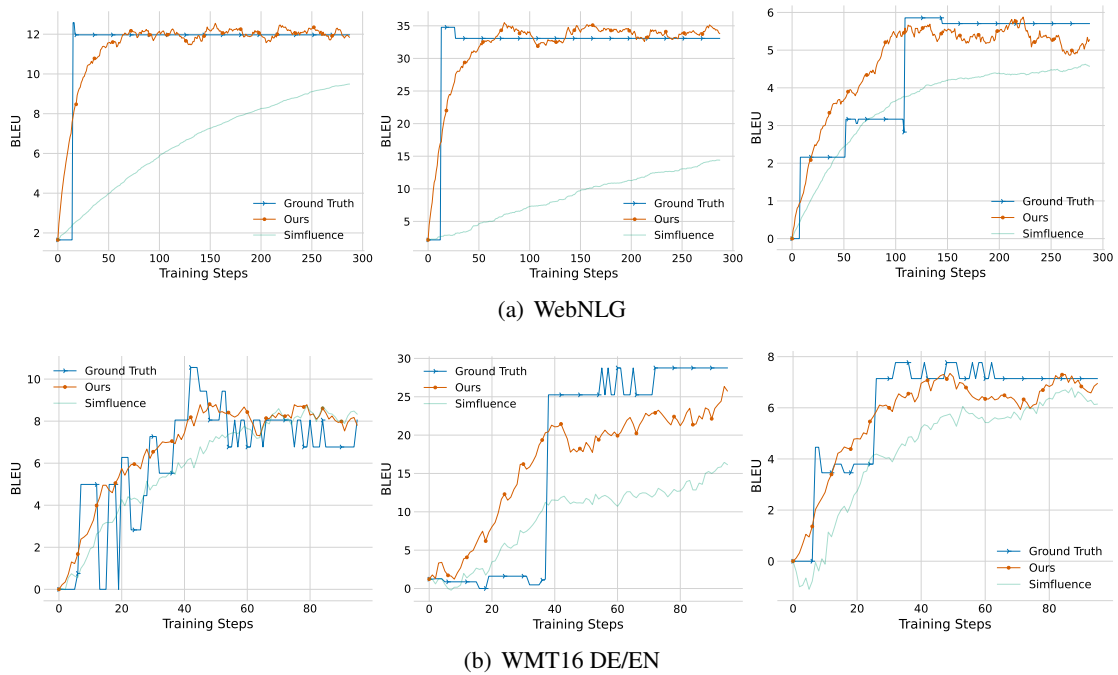 12
10
8
6
4
2
BLEU
0 50 100 150 200 250 300
Training Steps
Ground Truth
Ours
Simfluence
35
30
25
20
15
10
5
BLEU
0 50 100 150 200 250 300
Training Steps
Ground Truth
Ours
Simfluence
6
5
4
3
2
1
0
BLEU
0 50 100 150 200 250 300
Training Steps
Ground Truth
Ours
Simfluence
(a) WebNLG
10
8
6
4
2
0
BLEU
0 20 40 60 80
Training Steps
Ground Truth
Ours
Simfluence
30
25
20
15
10
5
0
BLEU
0 20 40 60 80
Training Steps
Ground Truth
Ours
Simfluence
8
6
4
2
0
BLEU
0 20 40 60 80
Training Steps
Ground Truth
Ours
Simfluence
(b) WMT16 DE/EN